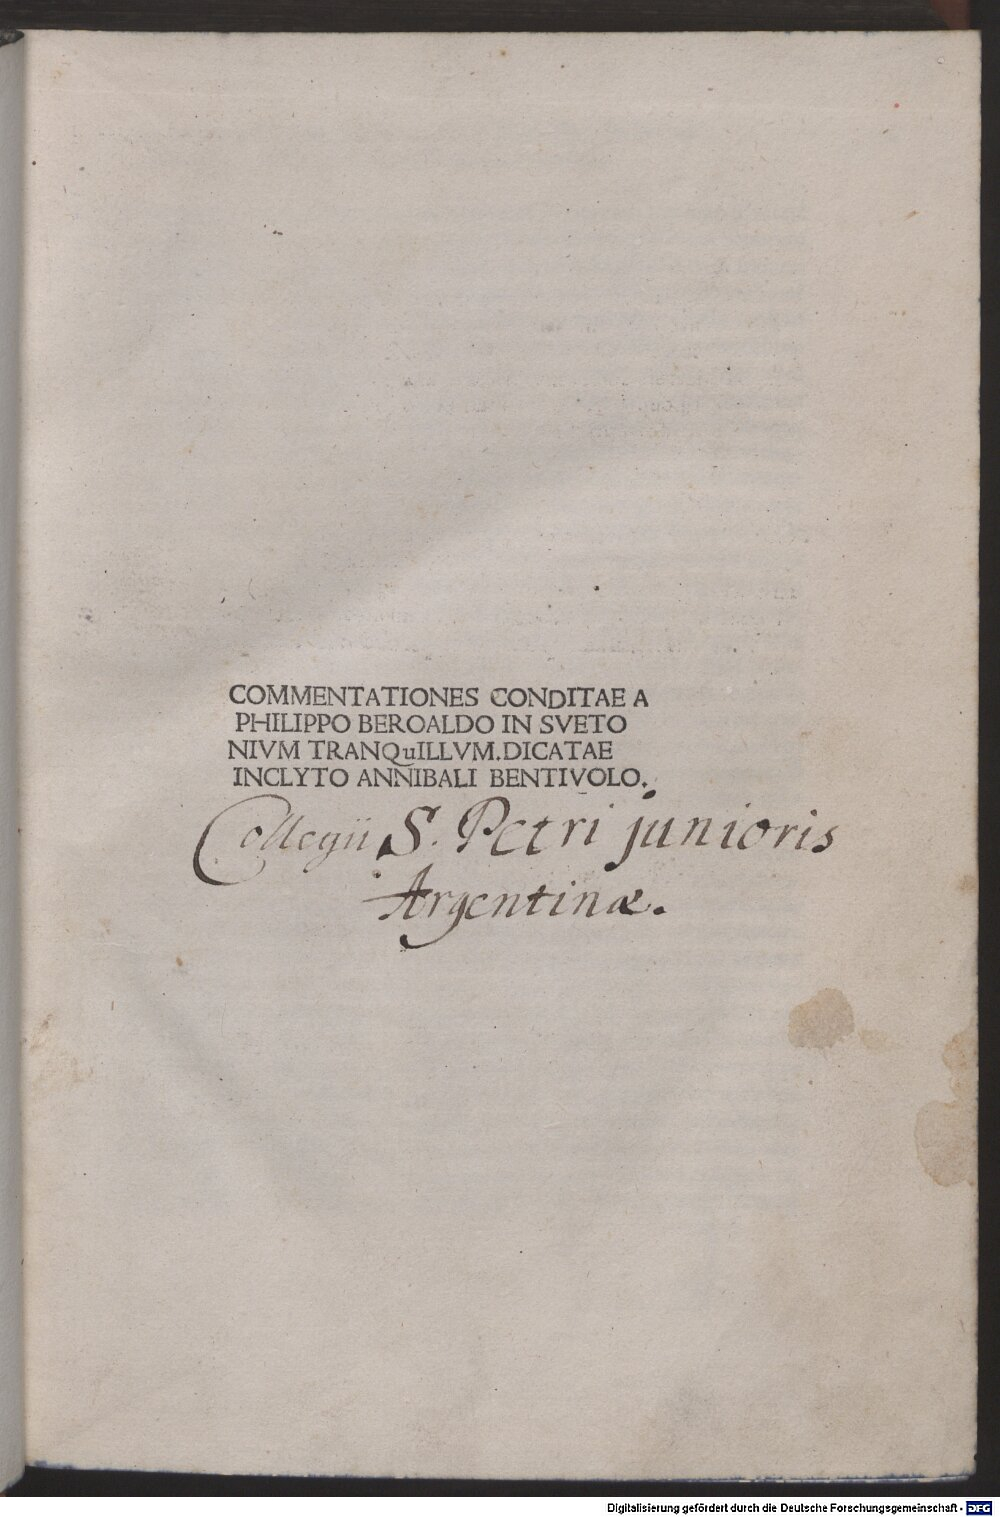 COMMENTATIONES CONDITAE A
PHILIPPO BEROALDO IN SVETO
NIVM TRANQuILLVM.DICATAE
INCLYTO ANNIBALI BENTIVOLO.
Collegii S. Petri junioris
Argentinæ.
Digitalisierung gefördert durch die Deutsche Forschungsgemeinschaft - DFG